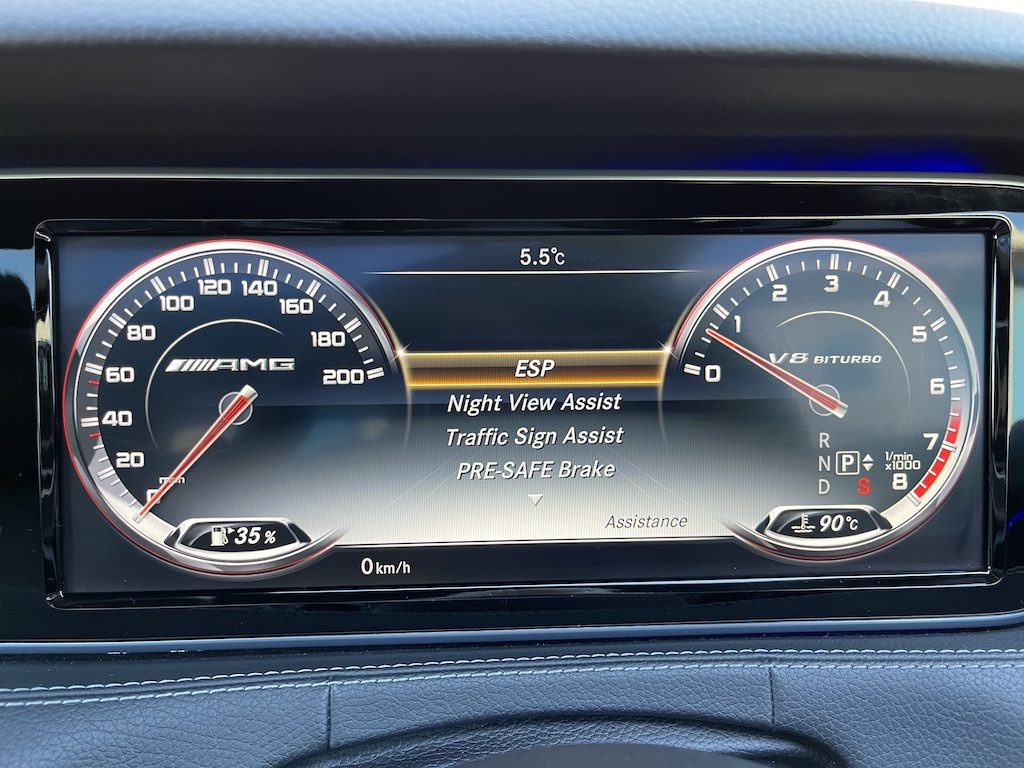 5.5°C
200
180
160
140
120
100
80
60
40
20
0
mph
AMG
35 %
ESP
Night View Assist
Traffic Sign Assist
PRE-SAFE Brake
Assistance
0 km/h
0
1
2
3
4
5
6
7
8
V8 BITURBO
R
N P
D S
1/min
x1000
90°C